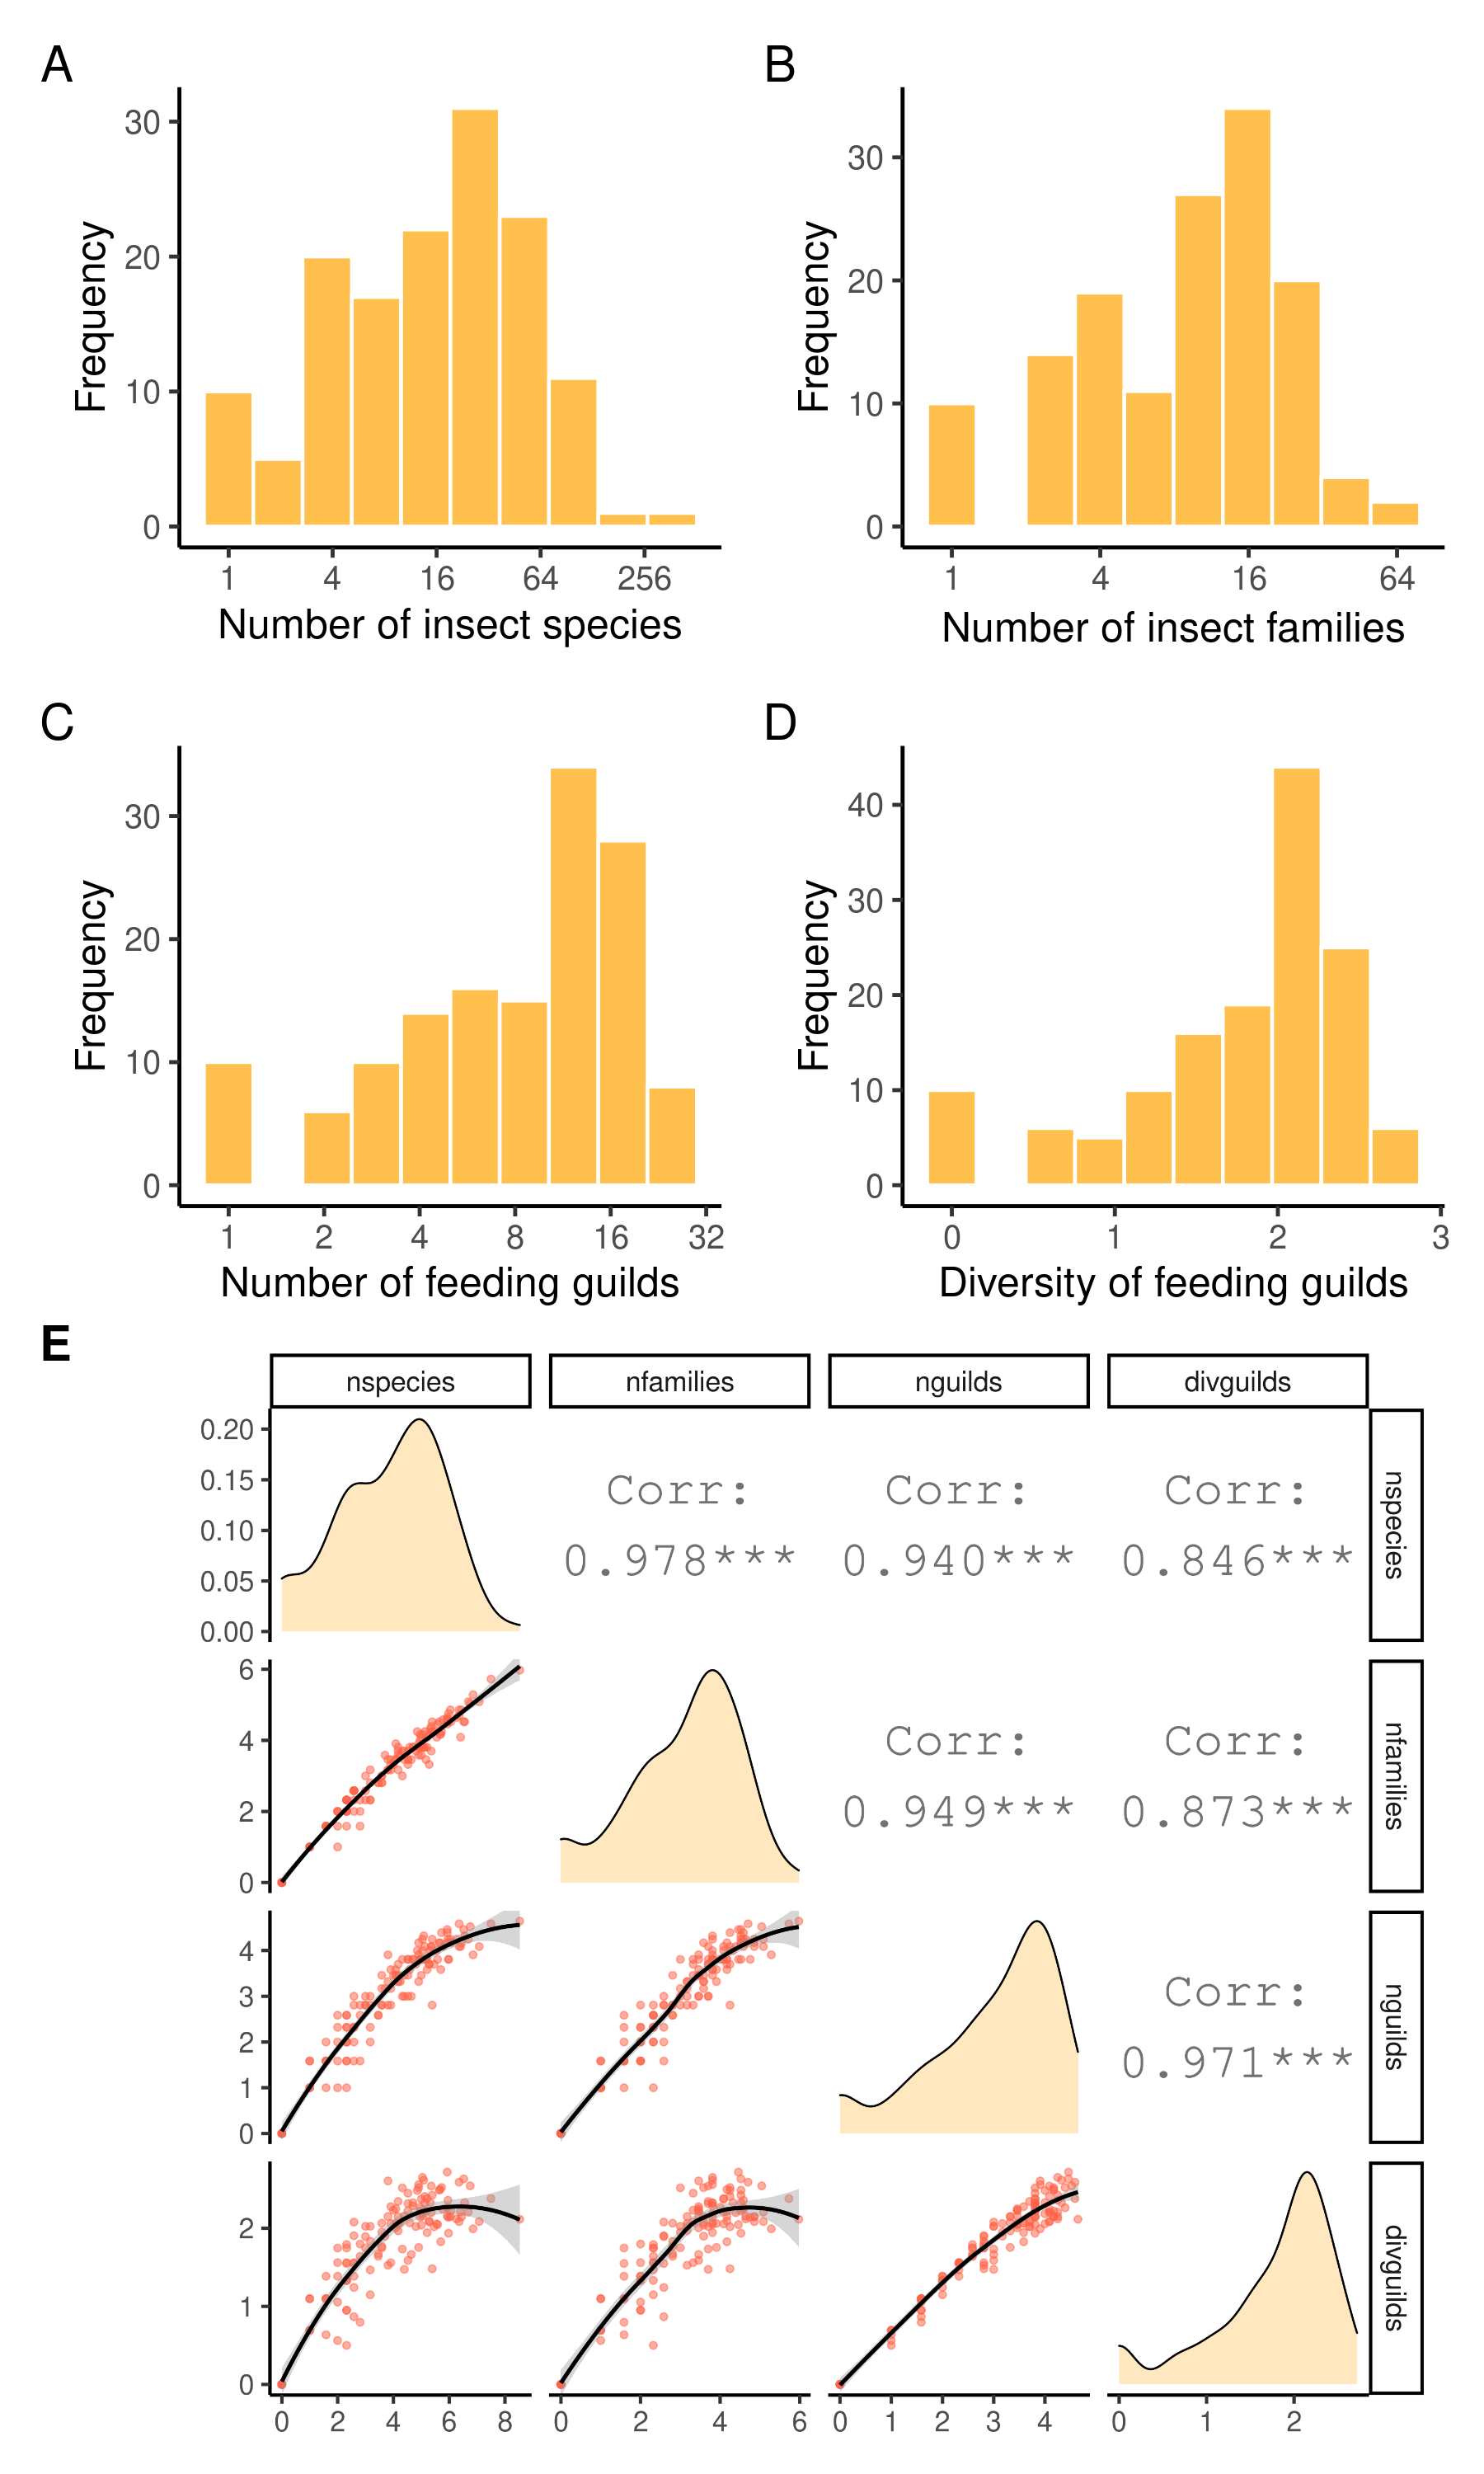 A
B
30
20
10
0
Frequency
1 4 16 64 256
Number of insect species
30
20
10
0
Frequency
1 4 16 64
Number of insect families
C
D
30
20
10
0
Frequency
1 2 4 8 16 32
Number of feeding guilds
40
30
20
10
0
Frequency
0 1 2 3
Diversity of feeding guilds
E
nspecies nfamilies nguilds divguilds
0.20
0.15
0.10
0.05
0.00
Corr:
0.978***
Corr:
0.940***
Corr:
0.846***
nspecies
6
4
2
0
Corr:
0.949***
Corr:
0.873***
nfamilies
4
3
2
1
0
Corr:
0.971***
nguilds
2
1
0
divguilds
0 2 4 6 8
0 2 4 6
0 1 2 3 4
0 1 2